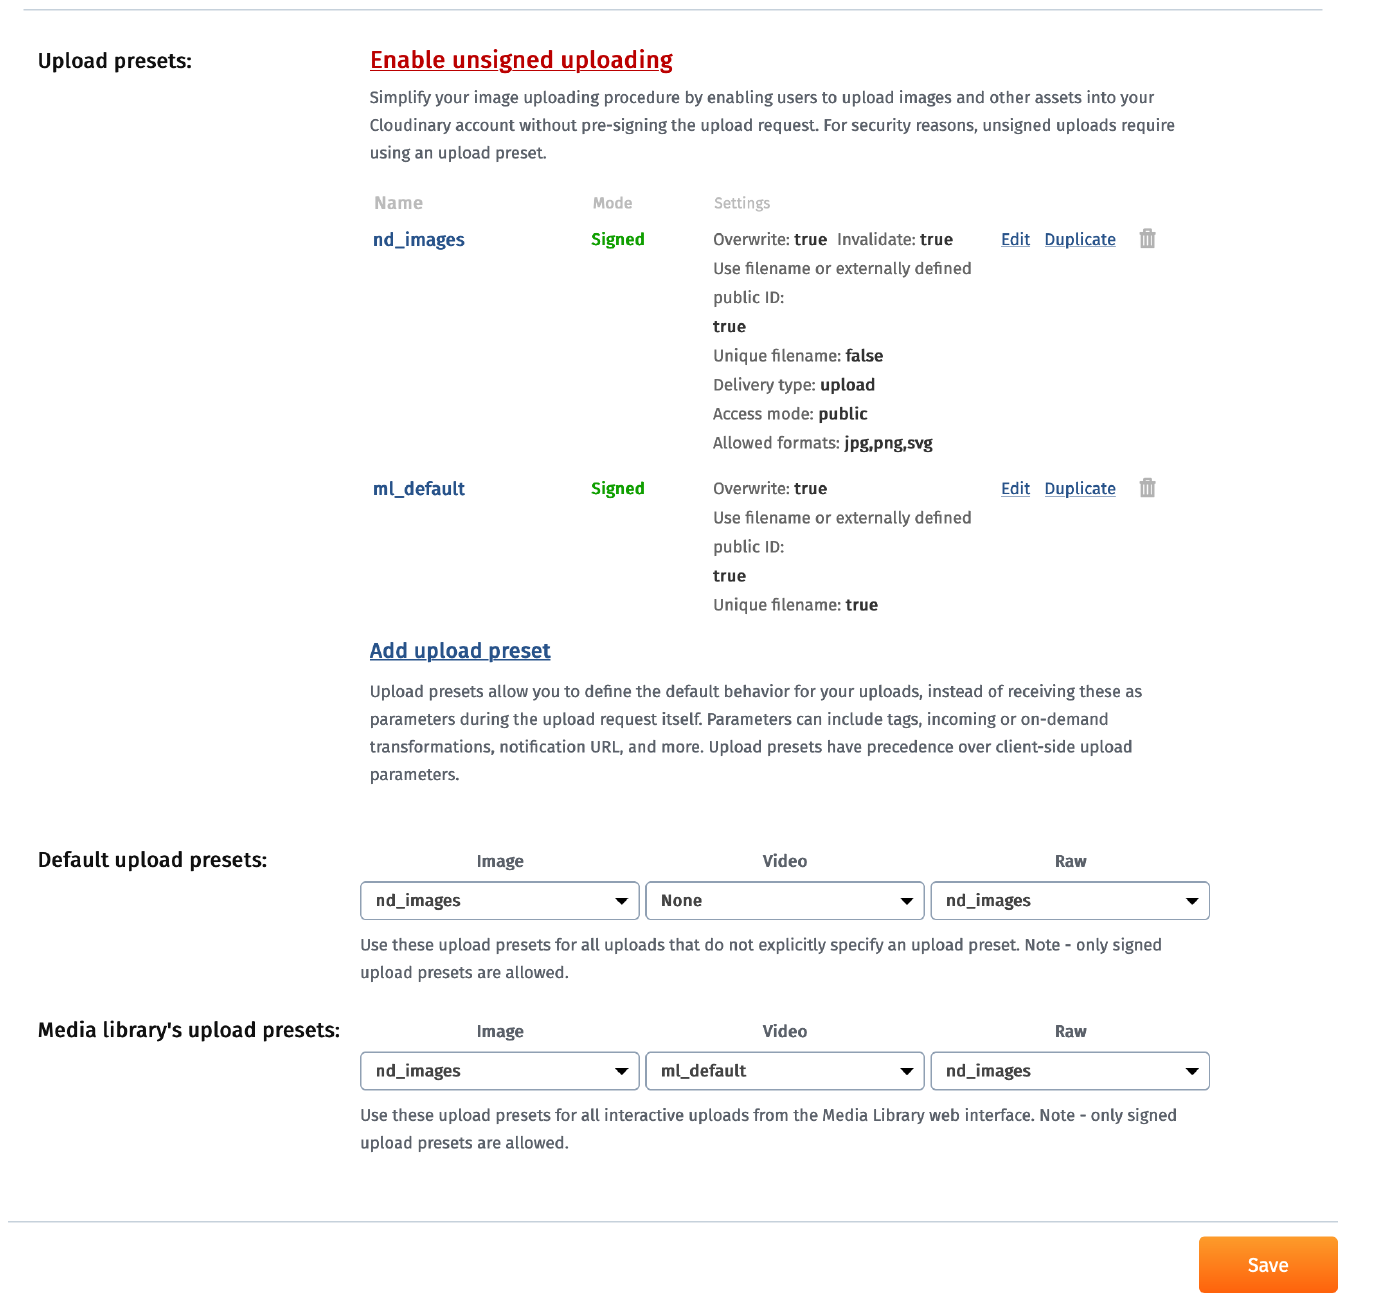 Upload presets:
Enable unsigned uploading
Simplify your image uploading procedure by enabling users to upload images and other assets into your
Cloudinary account without pre-signing the upload request. For security reasons, unsigned uploads require
using an upload preset.
Name Mode Settings
nd_images Signed Overwrite: true Invalidate: true Edit Duplicate
Use filename or externally defined
public ID:
true
Unique filename: false
Delivery type: upload
Access mode: public
Allowed formats: jpg,png,svg
ml_default Signed Overwrite: true Edit Duplicate
Use filename or externally defined
public ID:
true
Unique filename: true
Add upload preset
Upload presets allow you to define the default behavior for your uploads, instead of receiving these as
parameters during the upload request itself. Parameters can include tags, incoming or on-demand
transformations, notification URL, and more. Upload presets have precedence over client-side upload
parameters.
Default upload presets: Image Video Raw
nd_images None nd_images
Use these upload presets for all uploads that do not explicitly specify an upload preset. Note - only signed
upload presets are allowed.
Media library's upload presets: Image Video Raw
nd_images ml_default nd_images
Use these upload presets for all interactive uploads from the Media Library web interface. Note - only signed
upload presets are allowed.
Save